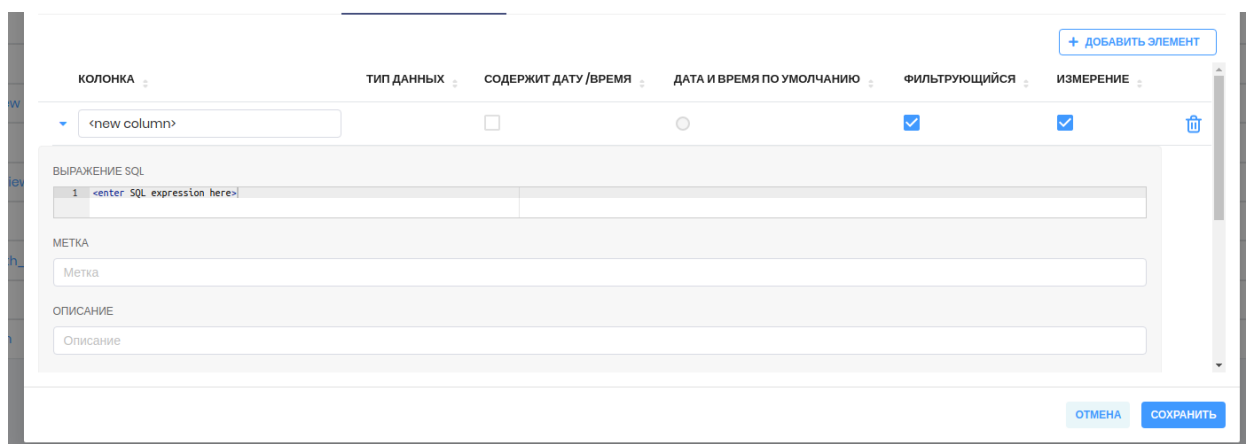 + ДОБАВИТЬ ЭЛЕМЕНТ
КОЛОНКА ТИП ДАННЫХ СОДЕРЖИТ ДАТУ /ВРЕМЯ ДАТА И ВРЕМЯ ПО УМОЛЧАНИЮ ФИЛЬТРУЮЩИЙСЯ ИЗМЕРЕНИЕ
<new column>
ВЫРАЖЕНИЕ SQL
1 <enter SQL expression here>
МЕТКА
Метка
ОПИСАНИЕ
Описание
ОТМЕНА СОХРАНИТЬ